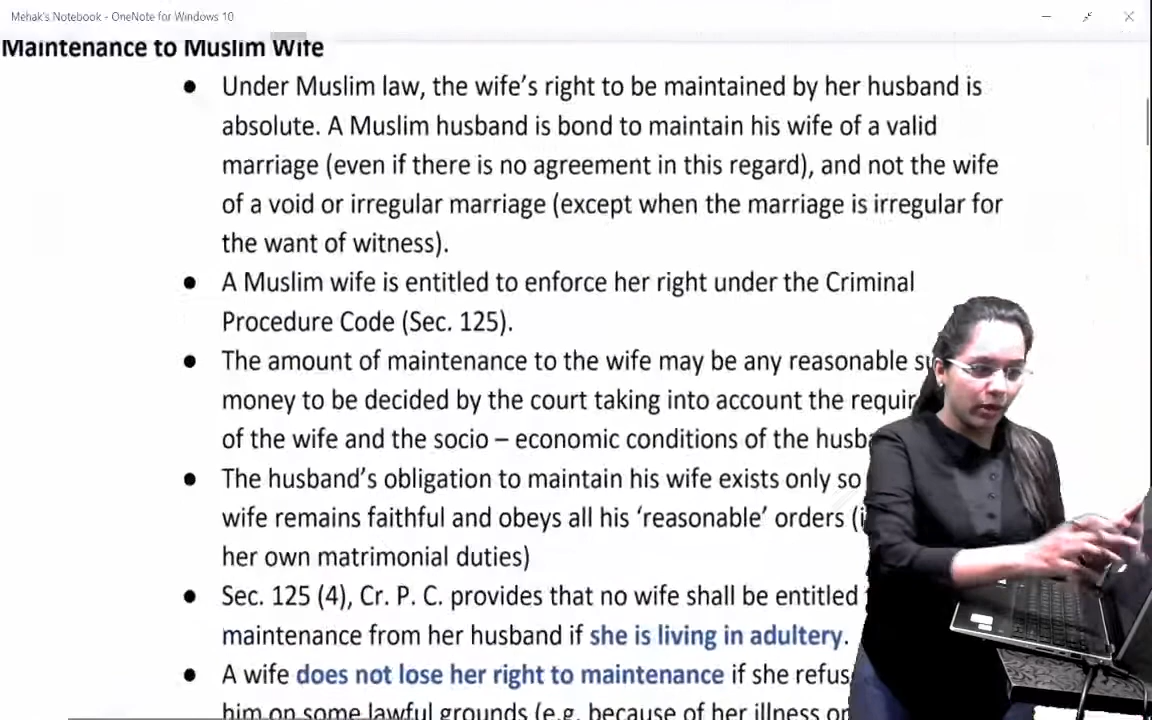 Mehak's Notebook - OneNote for Windows 10
Maintenance to Muslim Wife
● Under Muslim law, the wife's right to be maintained by her husband is
absolute. A Muslim husband is bond to maintain his wife of a valid
marriage (even if there is no agreement in this regard), and not the wife
of a void or irregular marriage (except when the marriage is irregular for
the want of witness).
● A Muslim wife is entitled to enforce her right under the Criminal
Procedure Code (Sec. 125).
● The amount of maintenance to the wife may be any reasonable
money to be decided by the court taking into account the
of the wife and the socio – economic conditions of the
● The husband's obligation to maintain his wife exists only so
wife remains faithful and obeys all his 'reasonable' orders
her own matrimonial duties)
● Sec. 125 (4), Cr. P. C. provides that no wife shall be entitled
maintenance from her husband if she is living in adultery.
● A wife does not lose her right to maintenance if she
him on some lawful grounds (e.g. because of her illness or